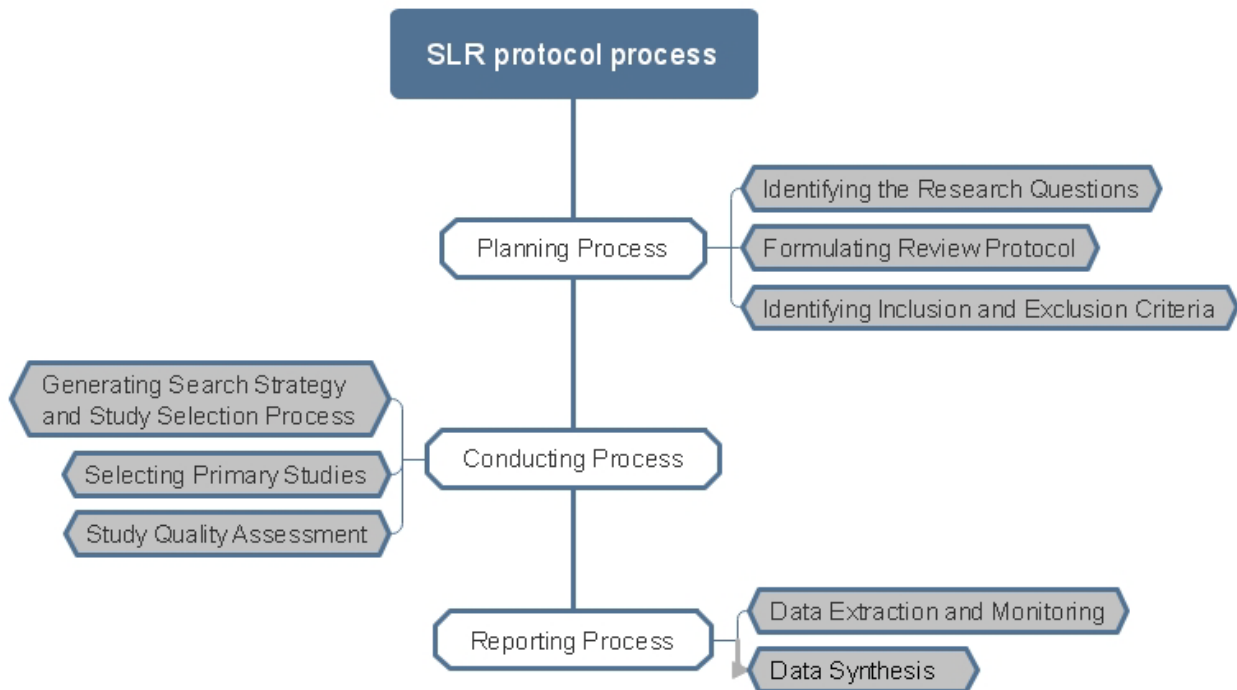 SLR protocol process
Identifying the Research Questions
Planning Process
Formulating Review Protocol
Identifying Inclusion and Exclusion Criteria
Generating Search Strategy
and Study Selection Process
Conducting Process
Selecting Primary Studies
Study Quality Assessment
Data Extraction and Monitoring
Reporting Process
Data Synthesis